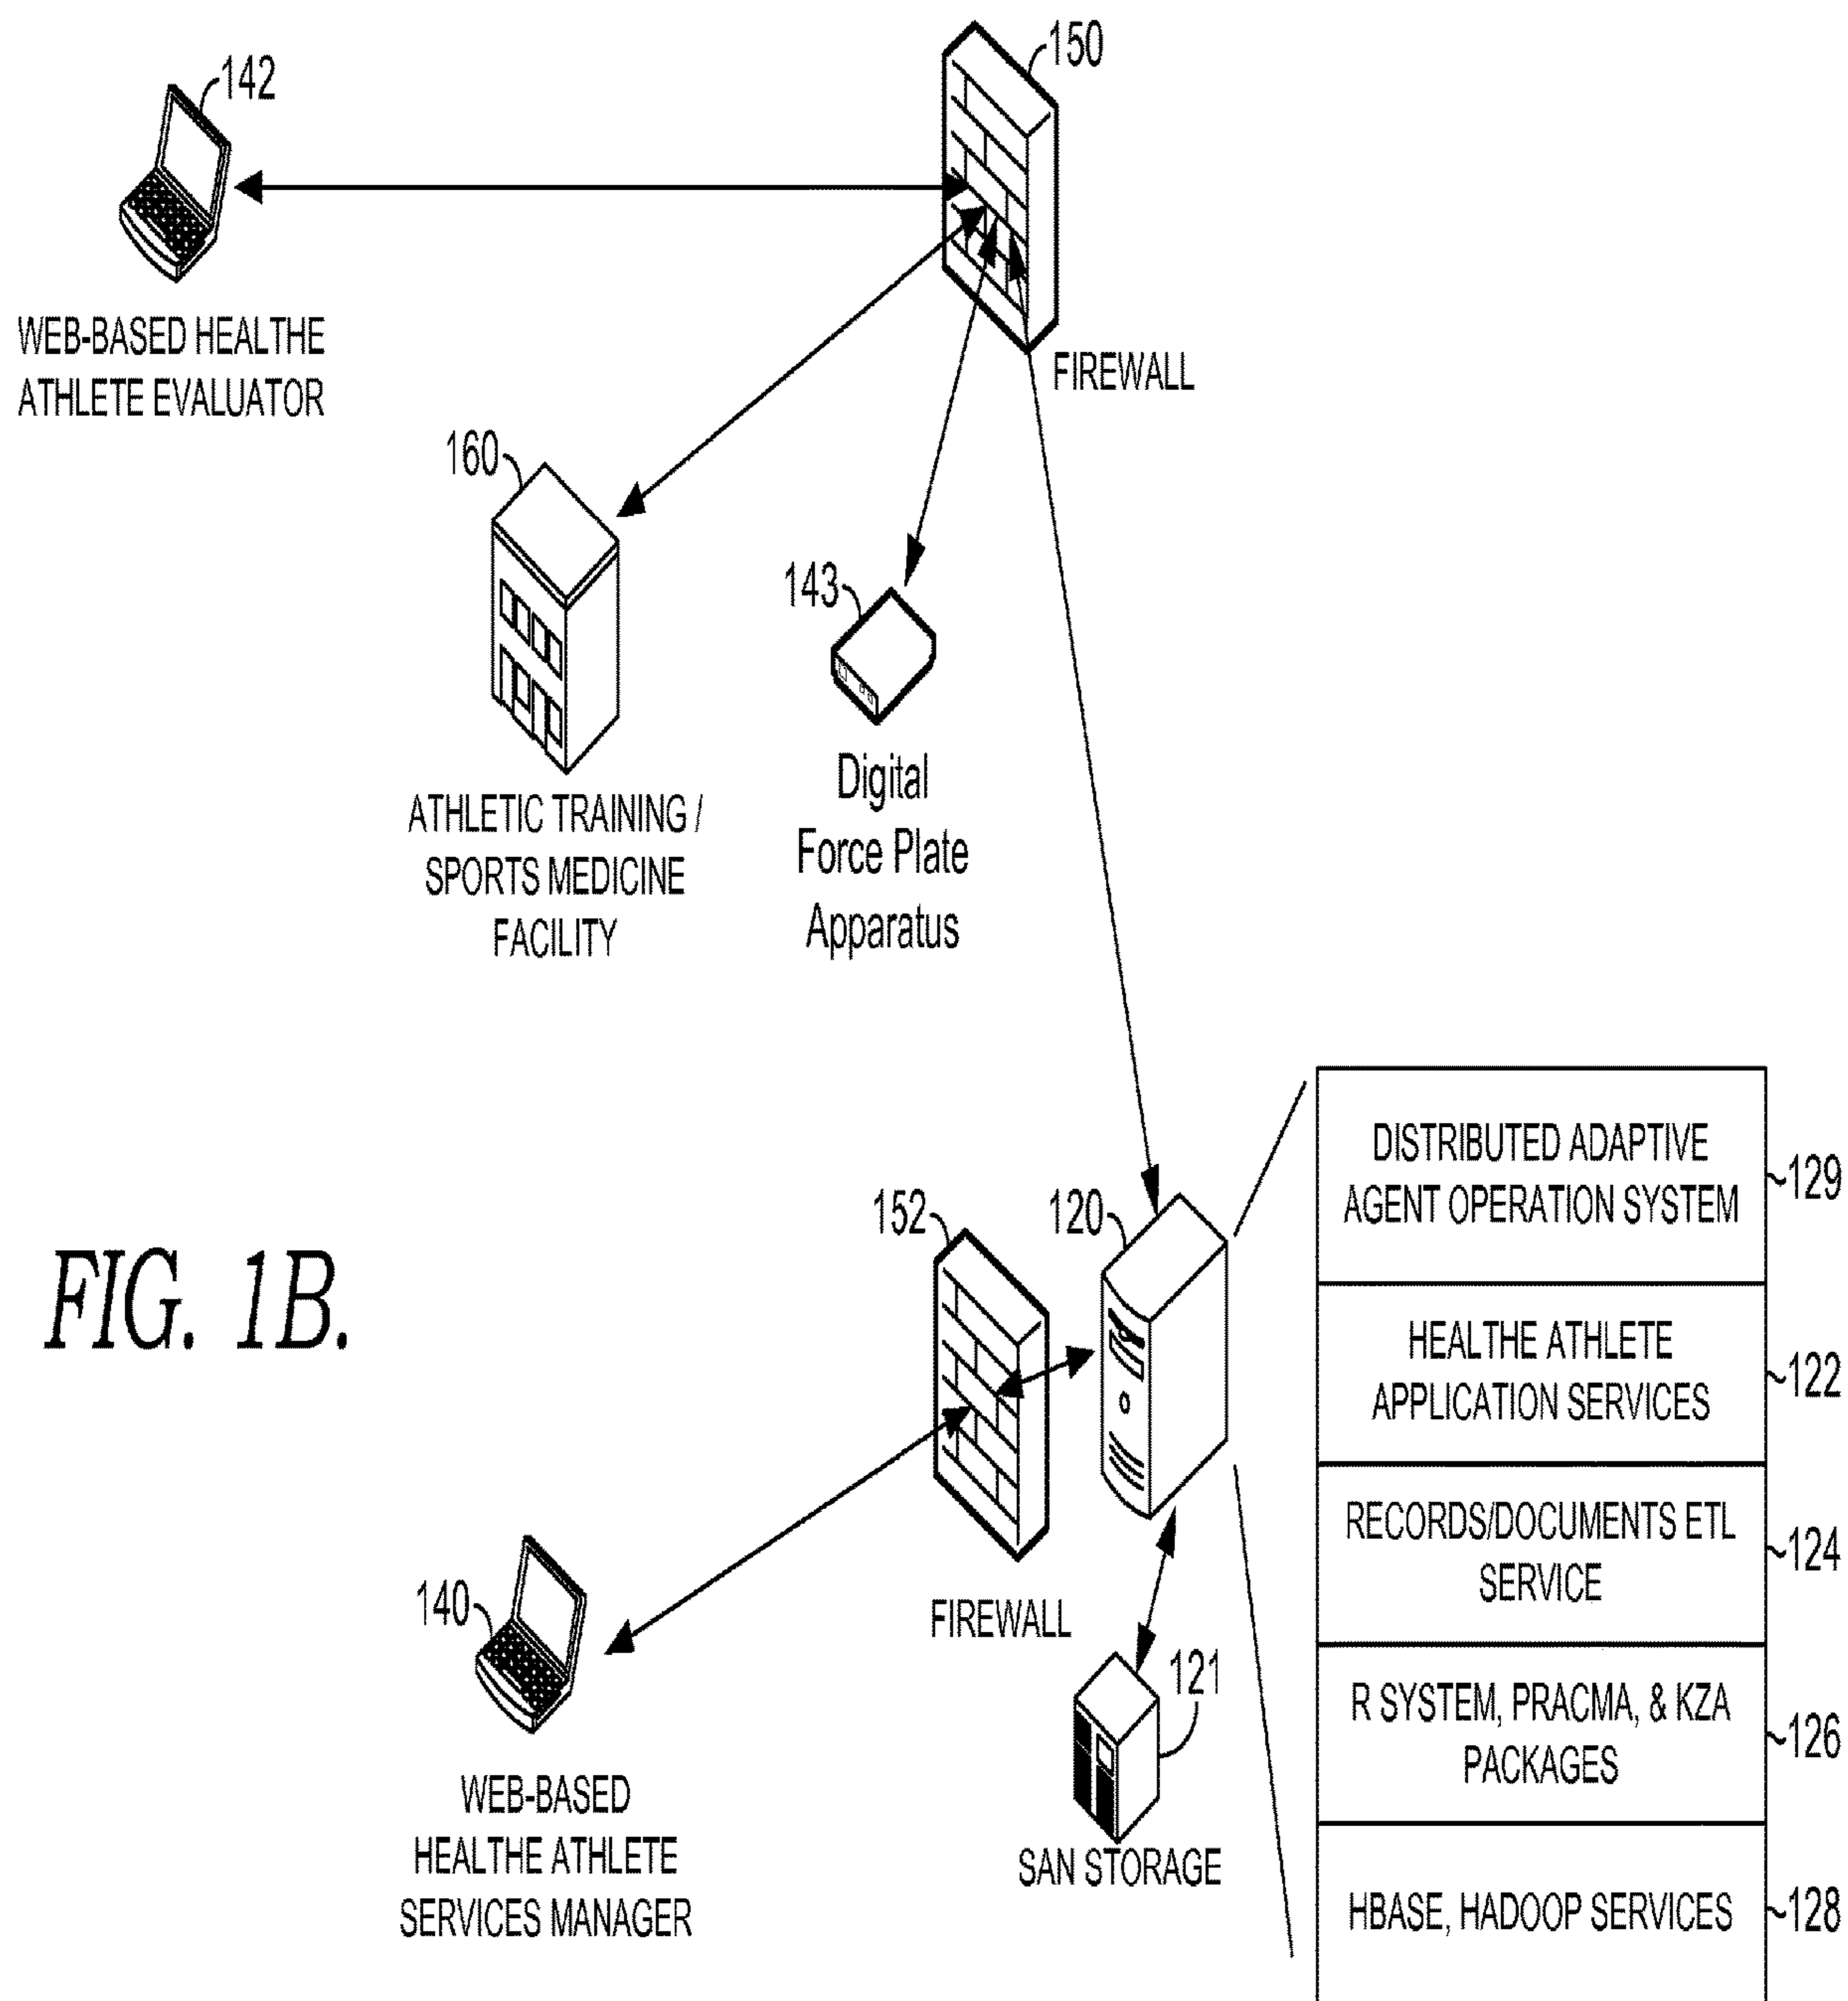 150
142
WEB-BASED HEALTHE
ATHLETE EVALUATOR
FIREWALL
160
143
ATHLETIC TRAINING /
SPORTS MEDICINE
FACILITY
Digital
Force Plate
Apparatus
FIG. 1B.
152
120
FIREWALL
140
WEB-BASED
HEALTHE ATHLETE
SERVICES MANAGER
121
SAN STORAGE
DISTRIBUTED ADAPTIVE
AGENT OPERATION SYSTEM
129
HEALTHE ATHLETE
APPLICATION SERVICES
122
RECORDS/DOCUMENTS ETL
SERVICE
124
R SYSTEM, PRACMA, & KZA
PACKAGES
126
HBASE, HADOOP SERVICES
128